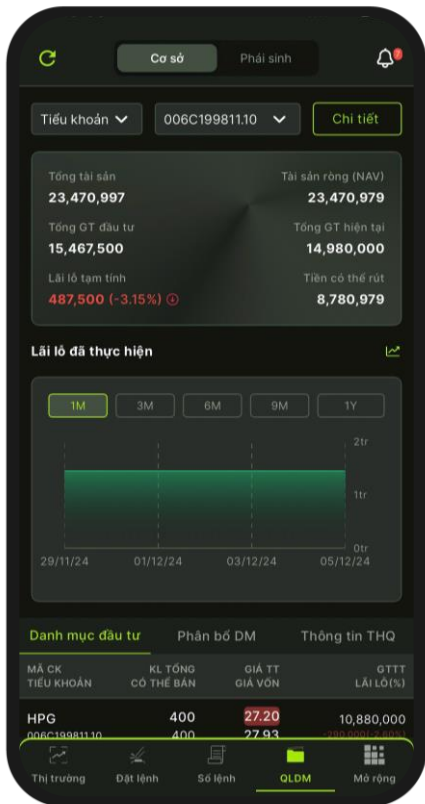 Cơ sở Phái sinh 7
Tiểu khoản 006C199811.10 Chi tiết
Tổng tài sản Tài sản ròng (NAV)
23,470,997 23,470,979
Tổng GT đầu tư Tổng GT hiện tại
15,467,500 14,980,000
Lãi lỗ tạm tính Tiền có thể rút
487,500 (-3.15%) 8,780,979
Lãi lỗ đã thực hiện
1M 3M 6M 9M 1Y
2tr
1tr
0tr
29/11/24 01/12/24 03/12/24 05/12/24
Danh mục đầu tư Phân bổ DM Thông tin THQ
MÃ CK KL TỔNG GIÁ TT GTTT
TIỂU KHOẢN CÓ THỂ BÁN GIÁ VỐN LÃI LỖ(%)
HPG 400 27.20 10,880,000
006C199811.10 400 27.93 -290,000(-2.60%)
Thị trường Đặt lệnh Sổ lệnh QLDM Mở rộng